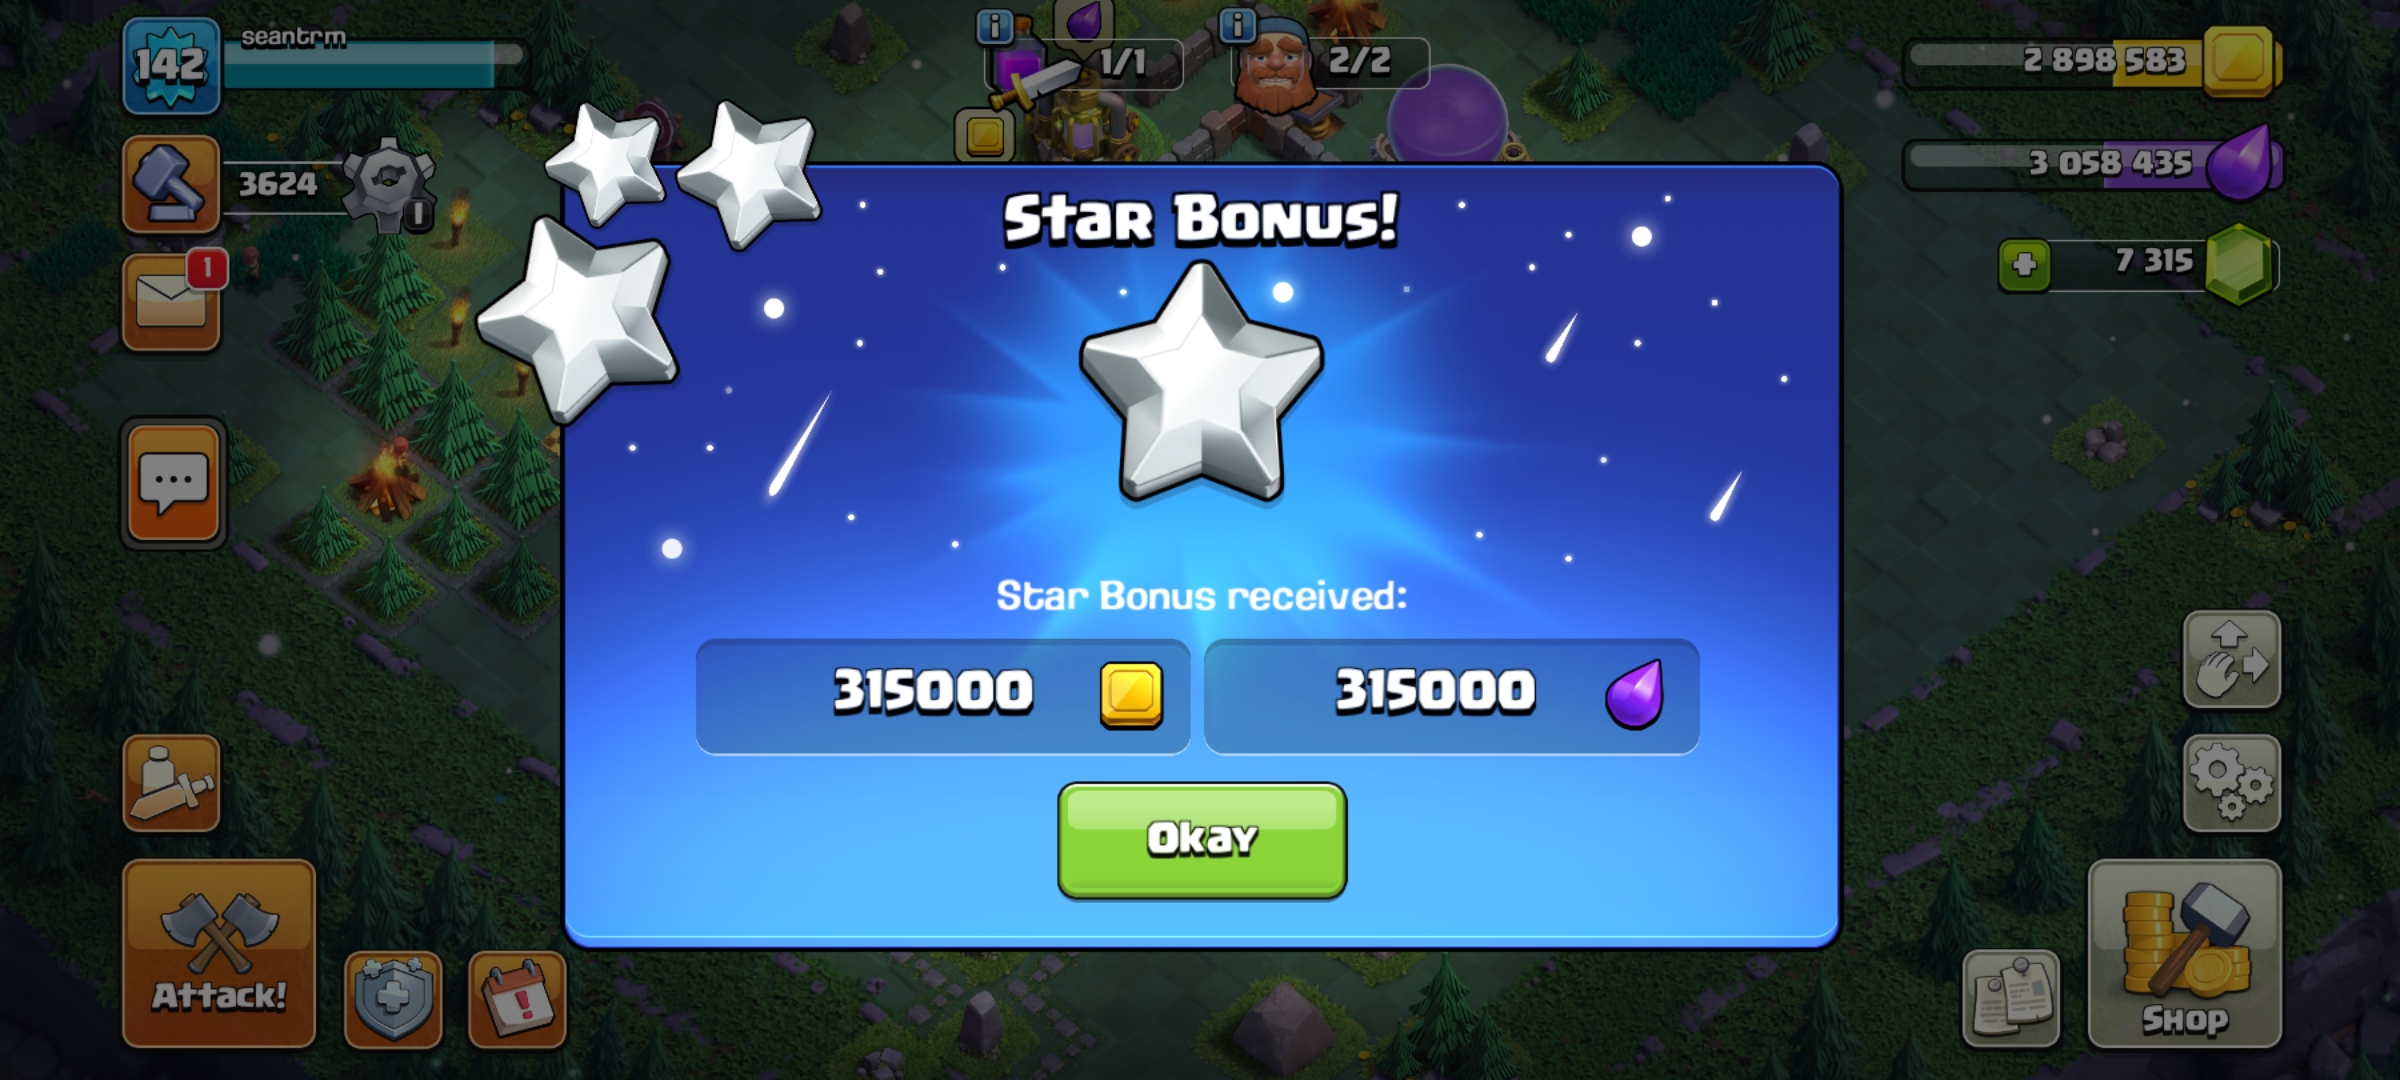 142
seantrm
1/1
2/2
2 898 583
3624
I
3 058 435
1
7 315
Star Bonus!
Star Bonus received:
315000
315000
Okay
Attack!
Shop